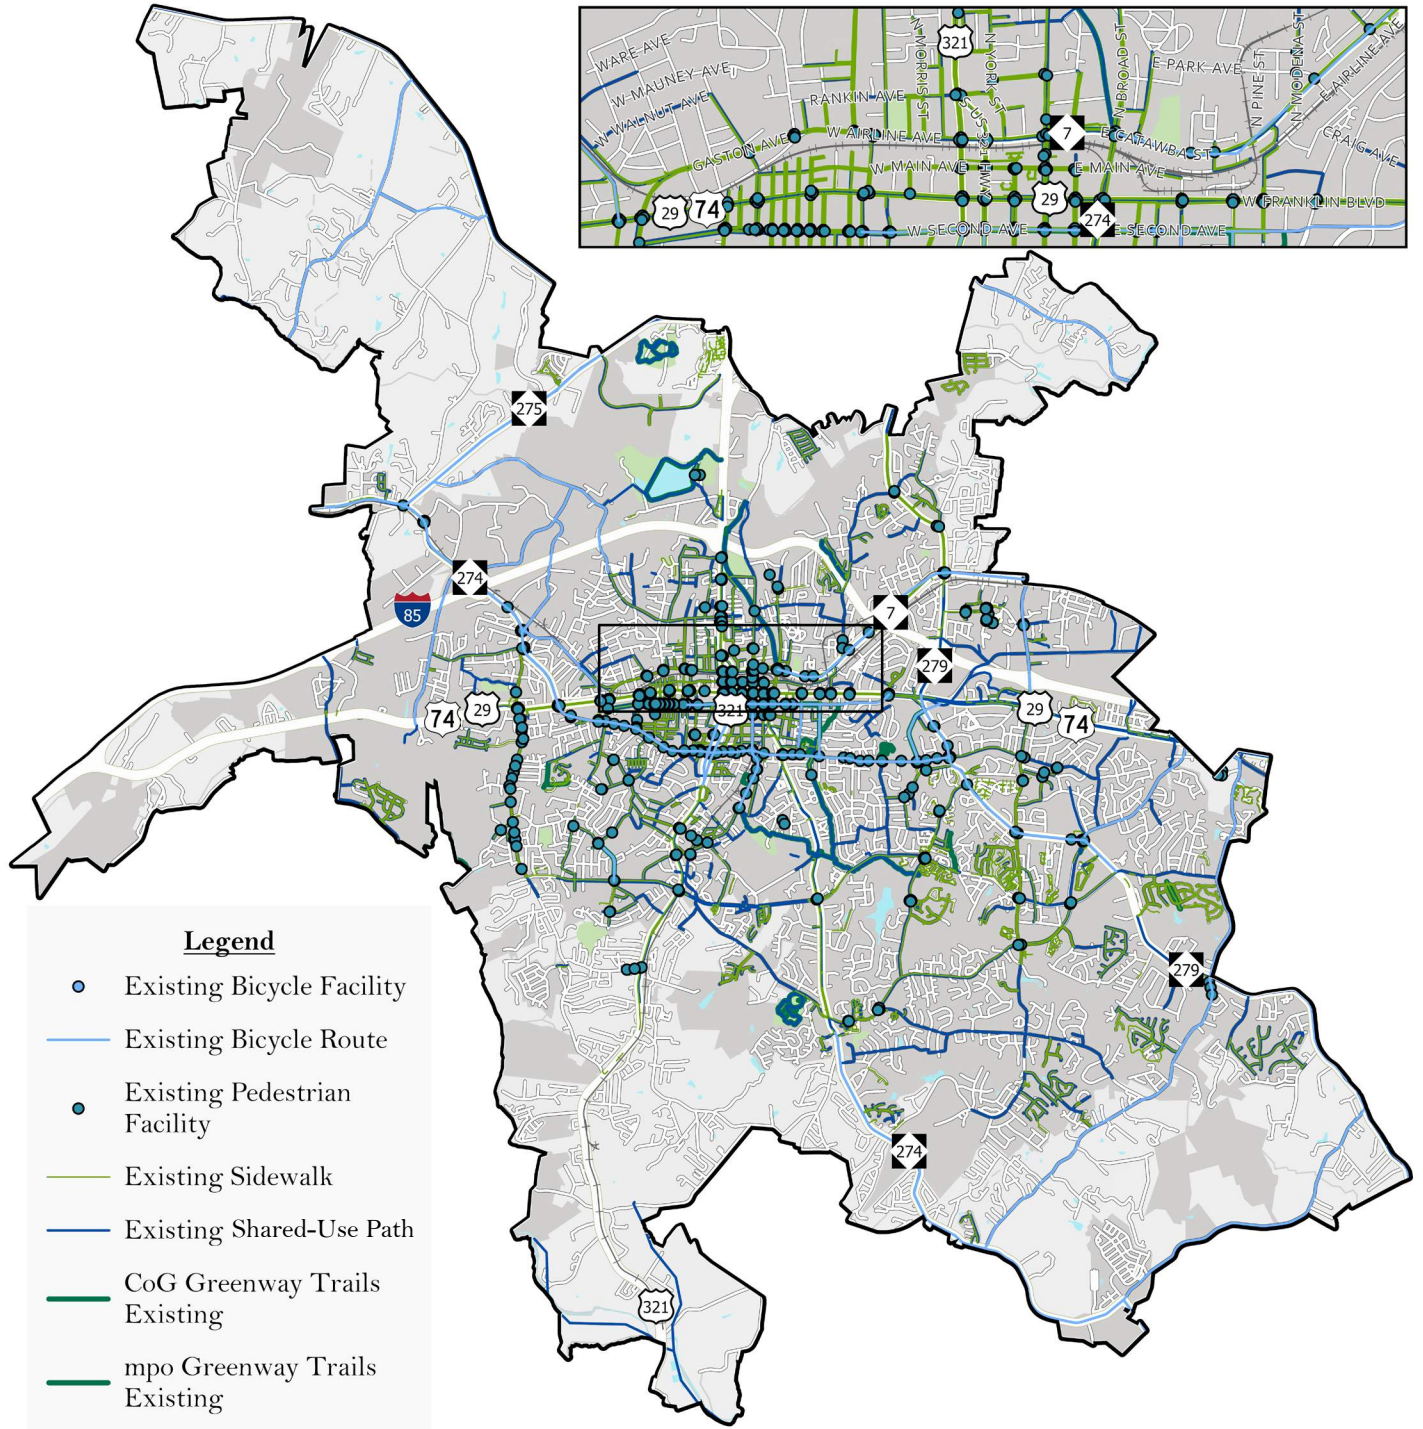 WARE AVE
W MAUNEY AVE
W WALNUT AVE
GASTON AVE
RANKIN AVE
W AIRLINE AVE
W MAIN AVE
N MORRIS ST
321
N YORK ST
N BROAD ST
E PARK AVE
N PINE ST
N MODENA ST
E AIRLINE AVE
CRAIG AVE
7
E CATAWBA ST
E MAIN AVE
29
74
29
274
W FRANKLIN BLVD
W SECOND AVE
E SECOND AVE
275
274
85
7
279
74
29
321
29
74
279
274
321
Legend
Existing Bicycle Facility
Existing Bicycle Route
Existing Pedestrian
Facility
Existing Sidewalk
Existing Shared-Use Path
CoG Greenway Trails
Existing
mpo Greenway Trails
Existing